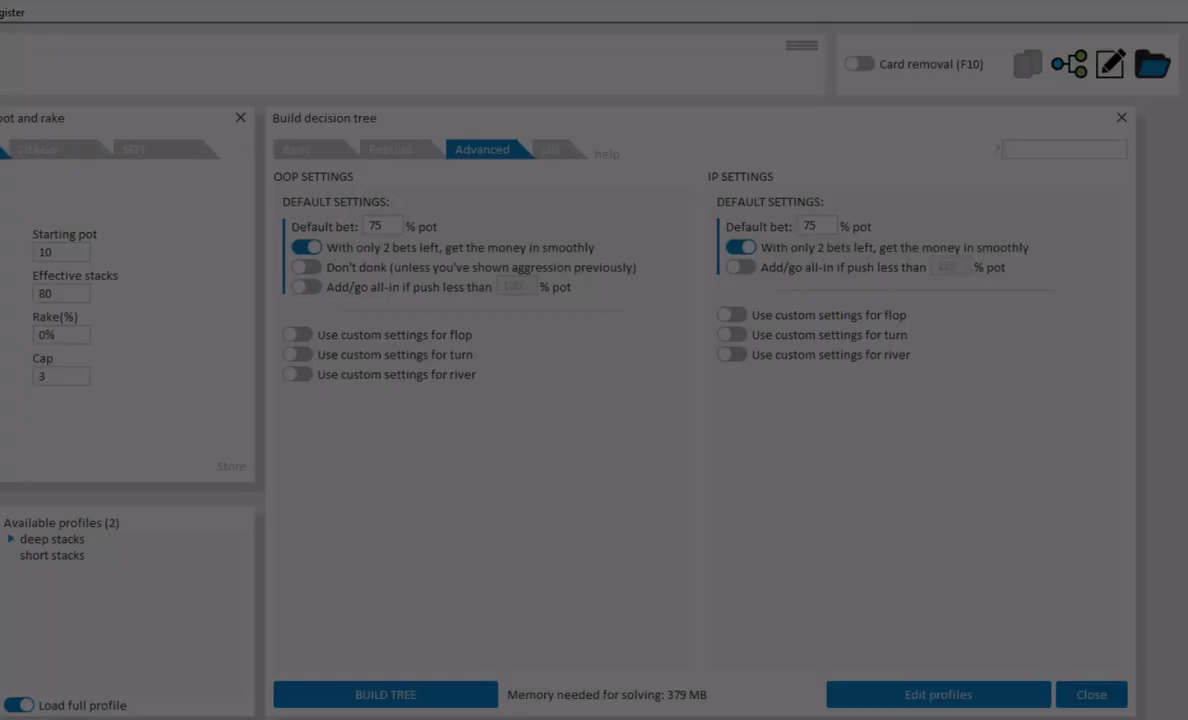 gister
Card removal (F10)
ot and rake
Build decision tree
Sit&Go MTT
Basic Rebuild Advanced help
OOP SETTINGS
IP SETTINGS
DEFAULT SETTINGS:
DEFAULT SETTINGS:
Default bet: 75 % pot
Default bet: 75 % pot
With only 2 bets left, get the money in smoothly
With only 2 bets left, get the money in smoothly
Don't donk (unless you've shown aggression previously)
Add/go all-in if push less than 120 % pot
Add/go all-in if push less than 120 % pot
Use custom settings for flop
Use custom settings for turn
Use custom settings for river
Use custom settings for flop
Use custom settings for turn
Use custom settings for river
Starting pot
10
Effective stacks
80
Rake(%)
0%
Cap
3
Store
Available profiles (2)
deep stacks
short stacks
Load full profile
BUILD TREE
Memory needed for solving: 379 MB
Edit profiles
Close